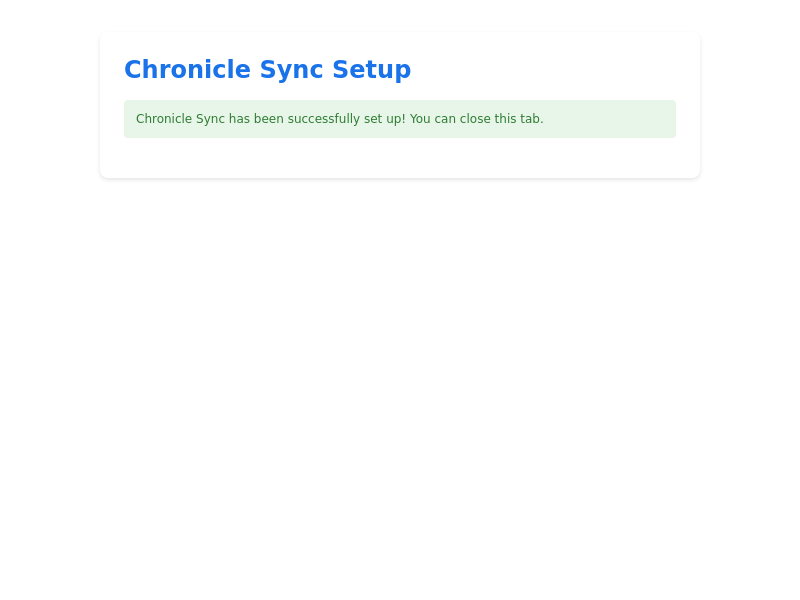 Chronicle Sync Setup
Chronicle Sync has been successfully set up! You can close this tab.